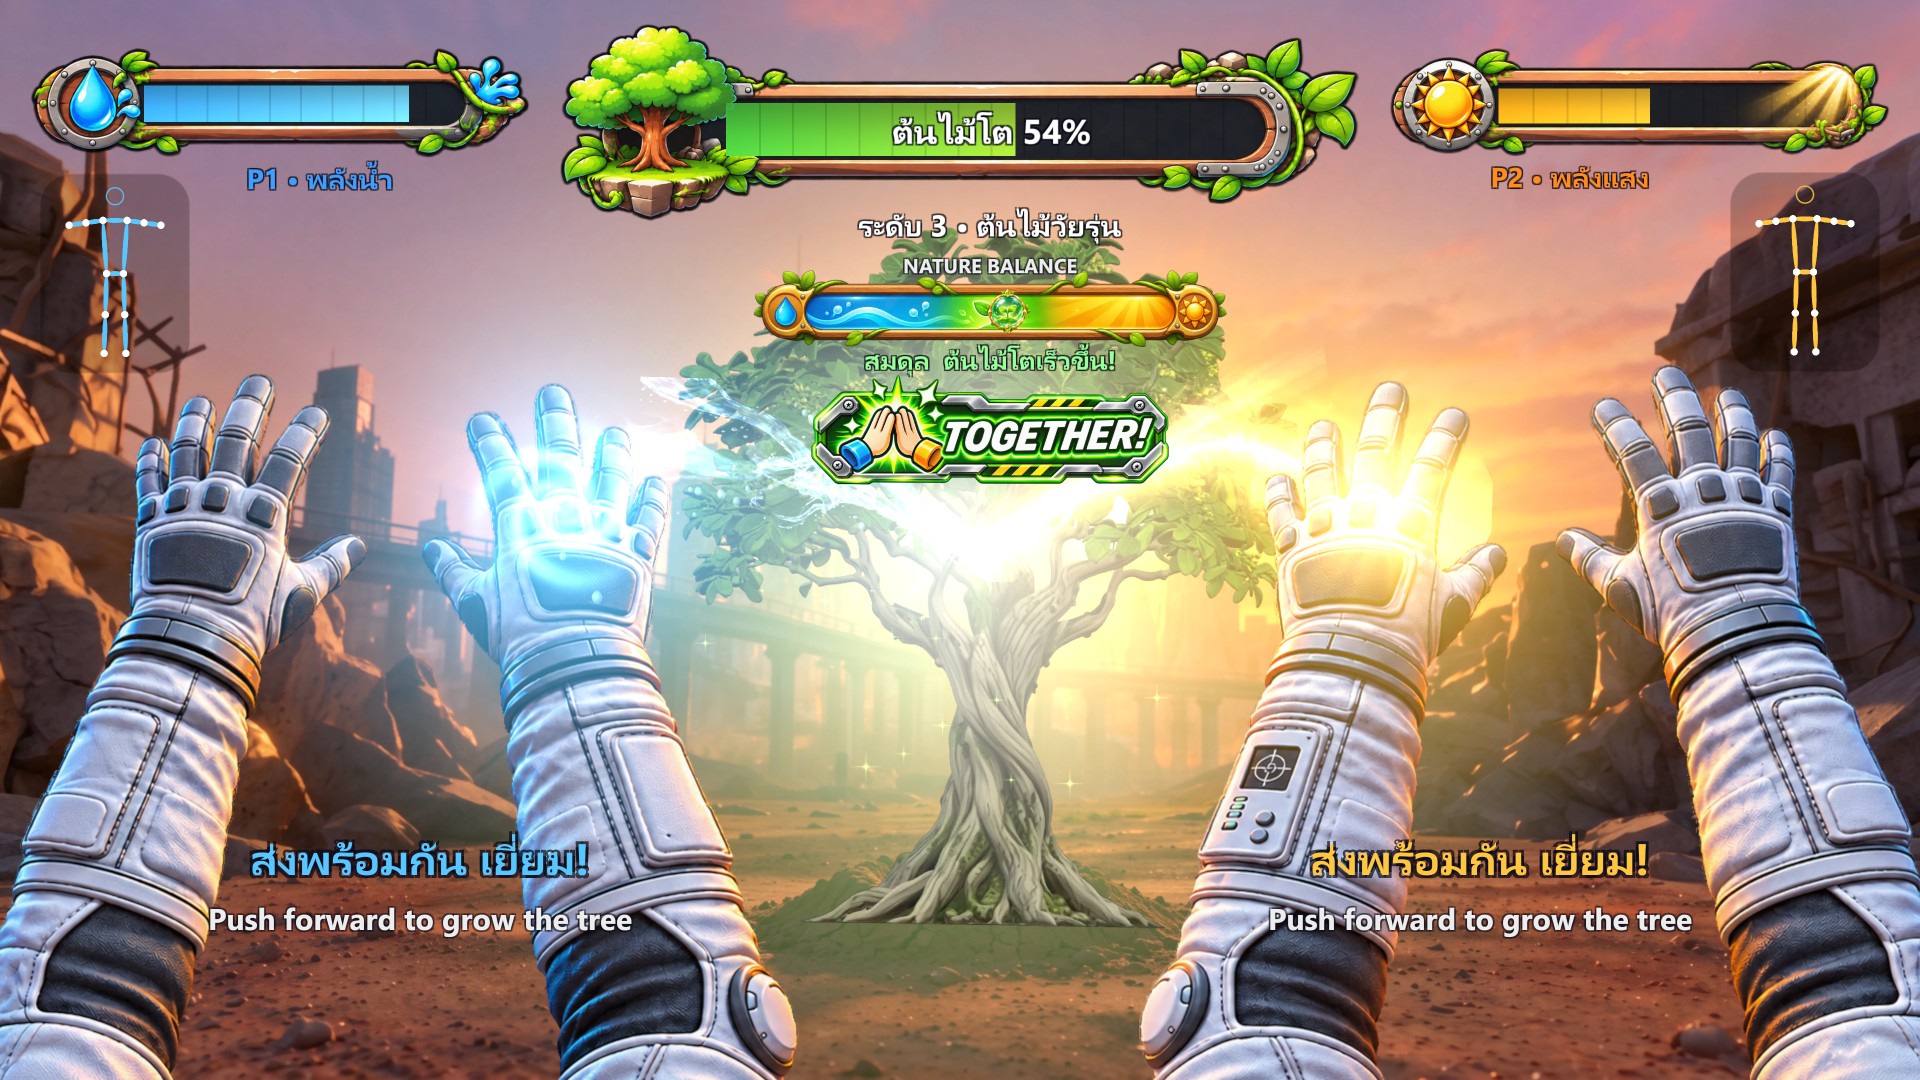 ต้นไม้โต 54%
P1 • พลังน้ำ
P2 • พลังแสง
ระดับ 3 • ต้นไม้วัยรุ่น
NATURE BALANCE
สมดุล ต้นไม้โตเร็วขึ้น!
TOGETHER!
ส่งพร้อมกัน เยี่ยม!
Push forward to grow the tree
ส่งพร้อมกัน เยี่ยม!
Push forward to grow the tree